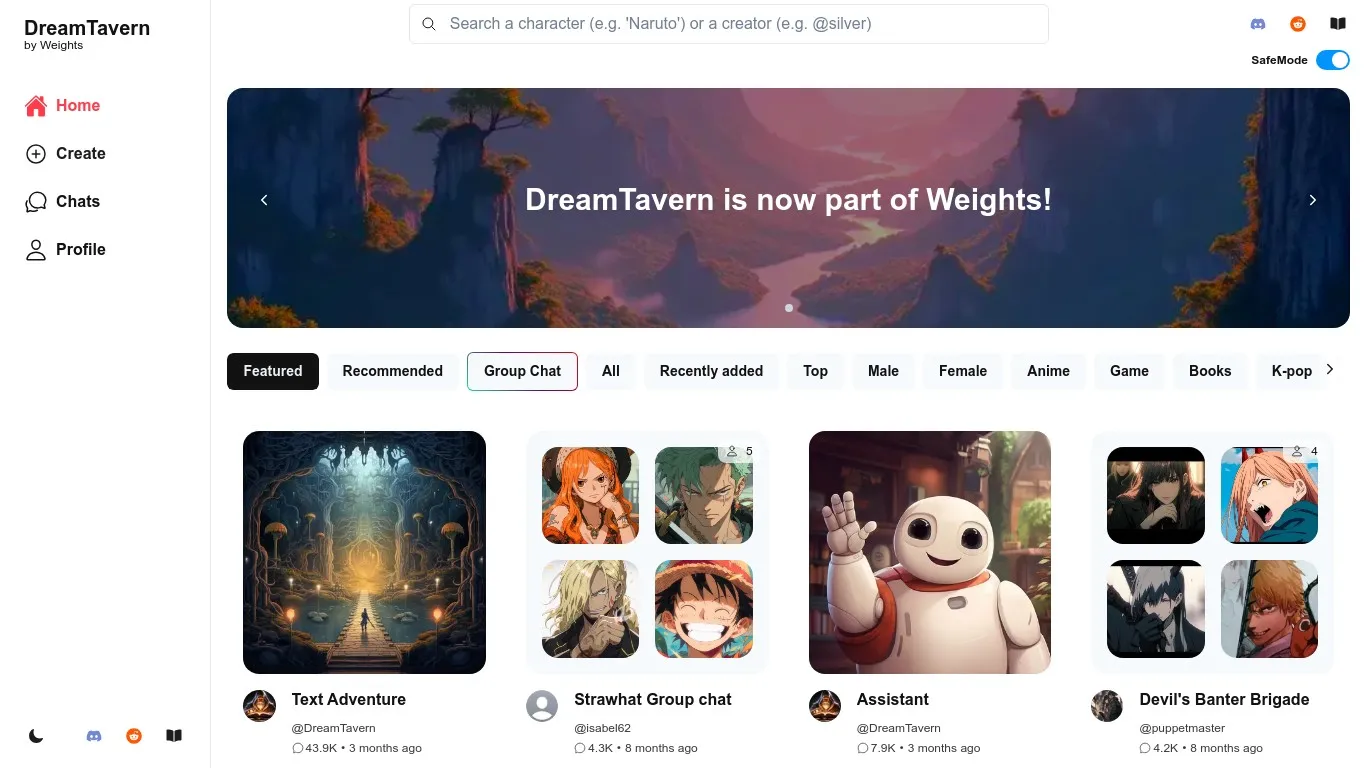 DreamTavern
by Weights
Home
Create
Chats
Profile
Search a character (e.g. 'Naruto') or a creator (e.g. @silver)
SafeMode
DreamTavern is now part of Weights!
Featured
Recommended
Group Chat
All
Recently added
Top
Male
Female
Anime
Game
Books
K-pop
5
4
Text Adventure
@DreamTavern
43.9K • 3 months ago
Strawhat Group chat
@isabel62
4.3K • 8 months ago
Assistant
@DreamTavern
7.9K • 3 months ago
Devil's Banter Brigade
@puppetmaster
4.2K • 8 months ago